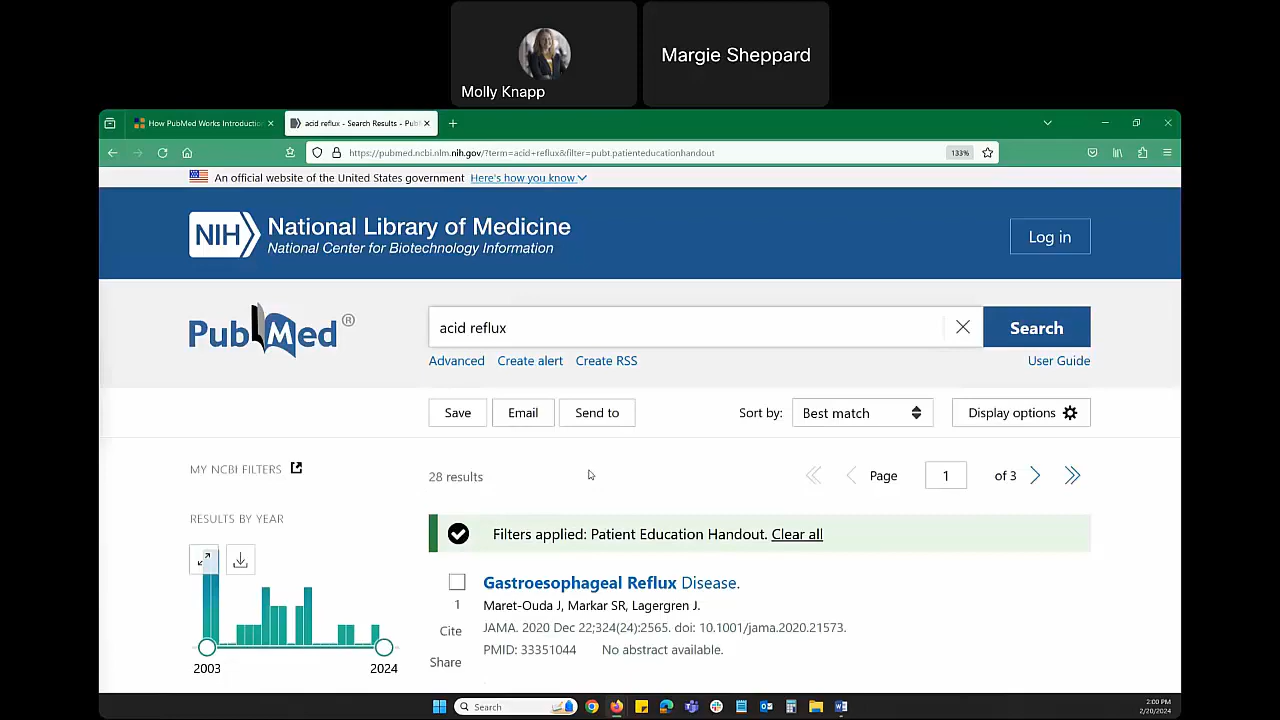 Molly Knapp
Margie Sheppard
How PubMed Works Introductio
acid reflux - Search Results - Pub
https://pubmed.ncbi.nlm.nih.gov/?term=acid+reflux&filter=pubt.patienteducationhandout
133%
An official website of the United States government Here's how you know
NIH National Library of Medicine
National Center for Biotechnology Information
Log in
PubMed®
acid reflux
Search
Advanced Create alert Create RSS
User Guide
Save Email Send to
Sort by: Best match
Display options
MY NCBI FILTERS
28 results
Page 1 of 3
RESULTS BY YEAR
Filters applied: Patient Education Handout. Clear all
Gastroesophageal Reflux Disease.
1
Maret-Ouda J, Markar SR, Lagergren J.
Cite
JAMA. 2020 Dec 22;324(24):2565. doi: 10.1001/jama.2020.21573.
PMID: 33351044 No abstract available.
Share
2003 2024
Search
2:00 PM
2/20/2024